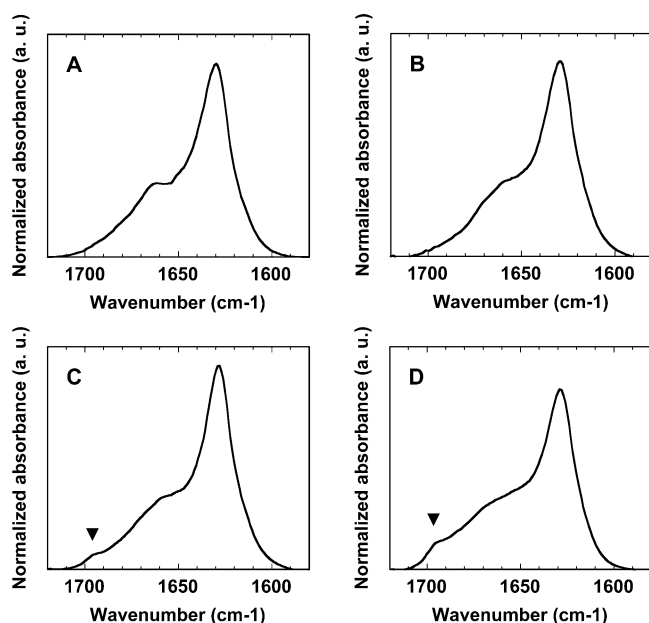 A
Normalized absorbance (a. u.)
1700 1650 1600
Wavenumber (cm-1)
B
Normalized absorbance (a. u.)
1700 1650 1600
Wavenumber (cm-1)
C
Normalized absorbance (a. u.)
1700 1650 1600
Wavenumber (cm-1)
D
Normalized absorbance (a. u.)
1700 1650 1600
Wavenumber (cm-1)